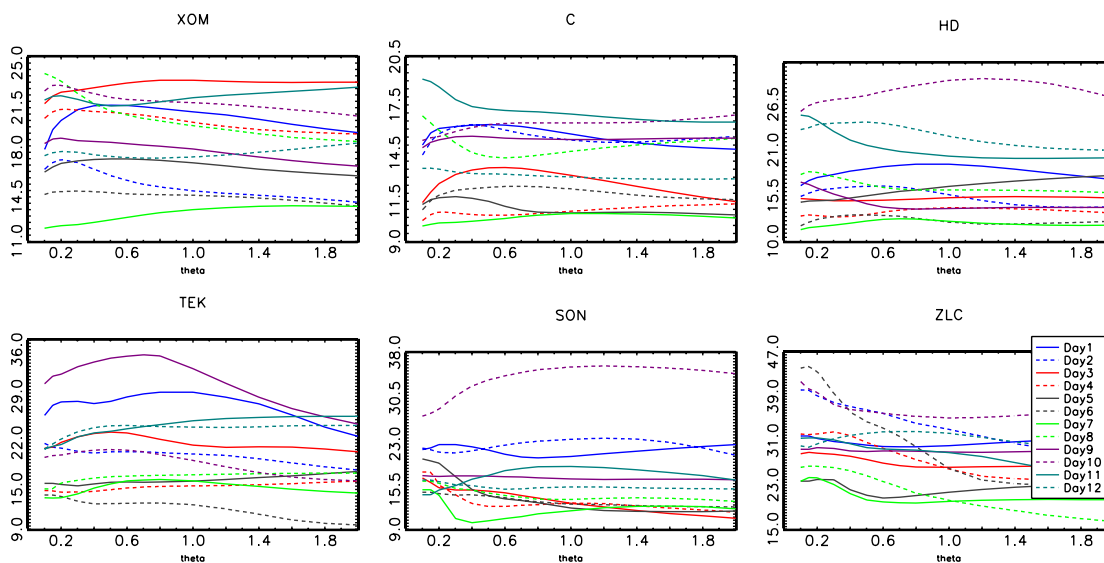 XOM
25.0
21.5
18.0
14.5
11.0
0.2 0.6 1.0 1.4 1.8
theta
C
20.5
17.5
14.5
11.5
9.0
0.2 0.6 1.0 1.4 1.8
theta
HD
26.5
21.0
15.5
10.0
0.2 0.6 1.0 1.4 1.8
theta
TEK
36.0
29.0
22.0
15.0
9.0
0.2 0.6 1.0 1.4 1.8
theta
SON
38.0
30.5
23.0
15.5
9.0
0.2 0.6 1.0 1.4 1.8
theta
ZLC
47.0
39.0
31.0
23.0
15.0
0.2 0.6 1.0 1.4 1.8
theta
Day1
Day2
Day3
Day4
Day5
Day6
Day7
Day8
Day9
Day10
Day11
Day12